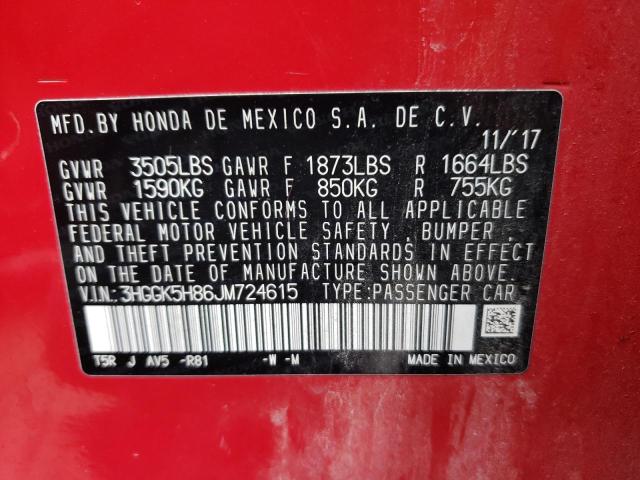 MFD.BY HONDA DE MEXICO S.A. DE C.V.
11/'17
GVWR 3505LBS GAWR F 1873LBS R 1664LBS
GVWR 1590KG GAWR F 850KG R 755KG
THIS VEHICLE CONFORMS TO ALL APPLICABLE
FEDERAL MOTOR VEHICLE SAFETY, BUMPER,
AND THEFT PREVENTION STANDARDS IN EFFECT
ON THE DATE OF MANUFACTURE SHOWN ABOVE.
V.I.N.:3HGGK5H86JM724615 TYPE:PASSENGER CAR
T5R J AV5 -R81 -W -M
MADE IN MEXICO